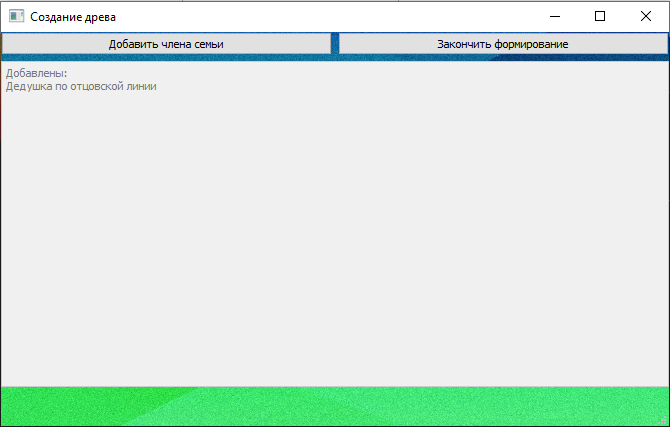 Создание древа
Добавить члена семьи
Закончить формирование
Добавлены:
Дедушка по отцовской линии